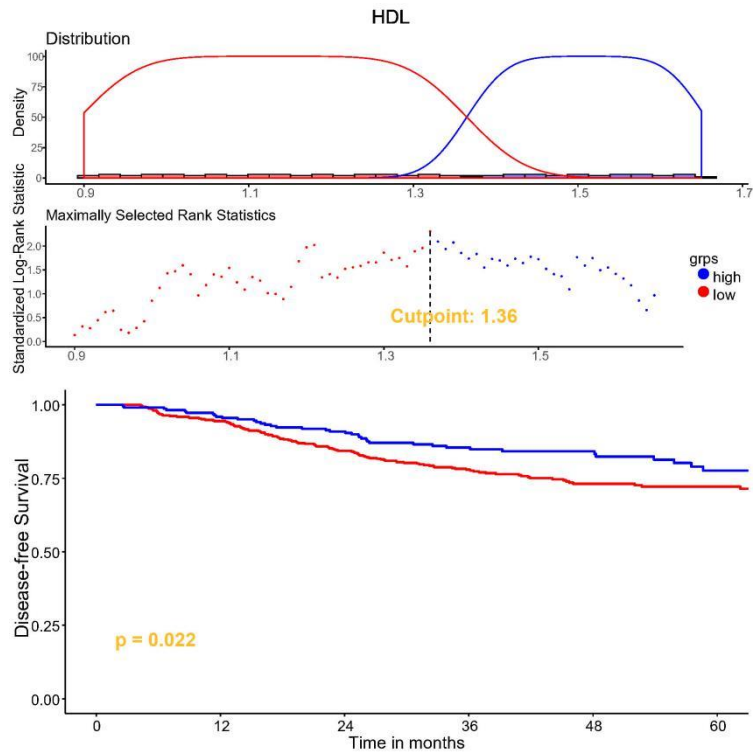 HDL
Distribution
Density
100
75
50
25
0
0.9 1.1 1.3 1.5 1.7
Maximally Selected Rank Statistics
Standardized Log-Rank Statistic
2.0
1.5
1.0
0.5
0.0
Cutpoint: 1.36
grps
high
low
0.9 1.1 1.3 1.5
Disease-free Survival
1.00
0.75
0.50
0.25
0.00
p = 0.022
0 12 24 36 48 60
Time in months